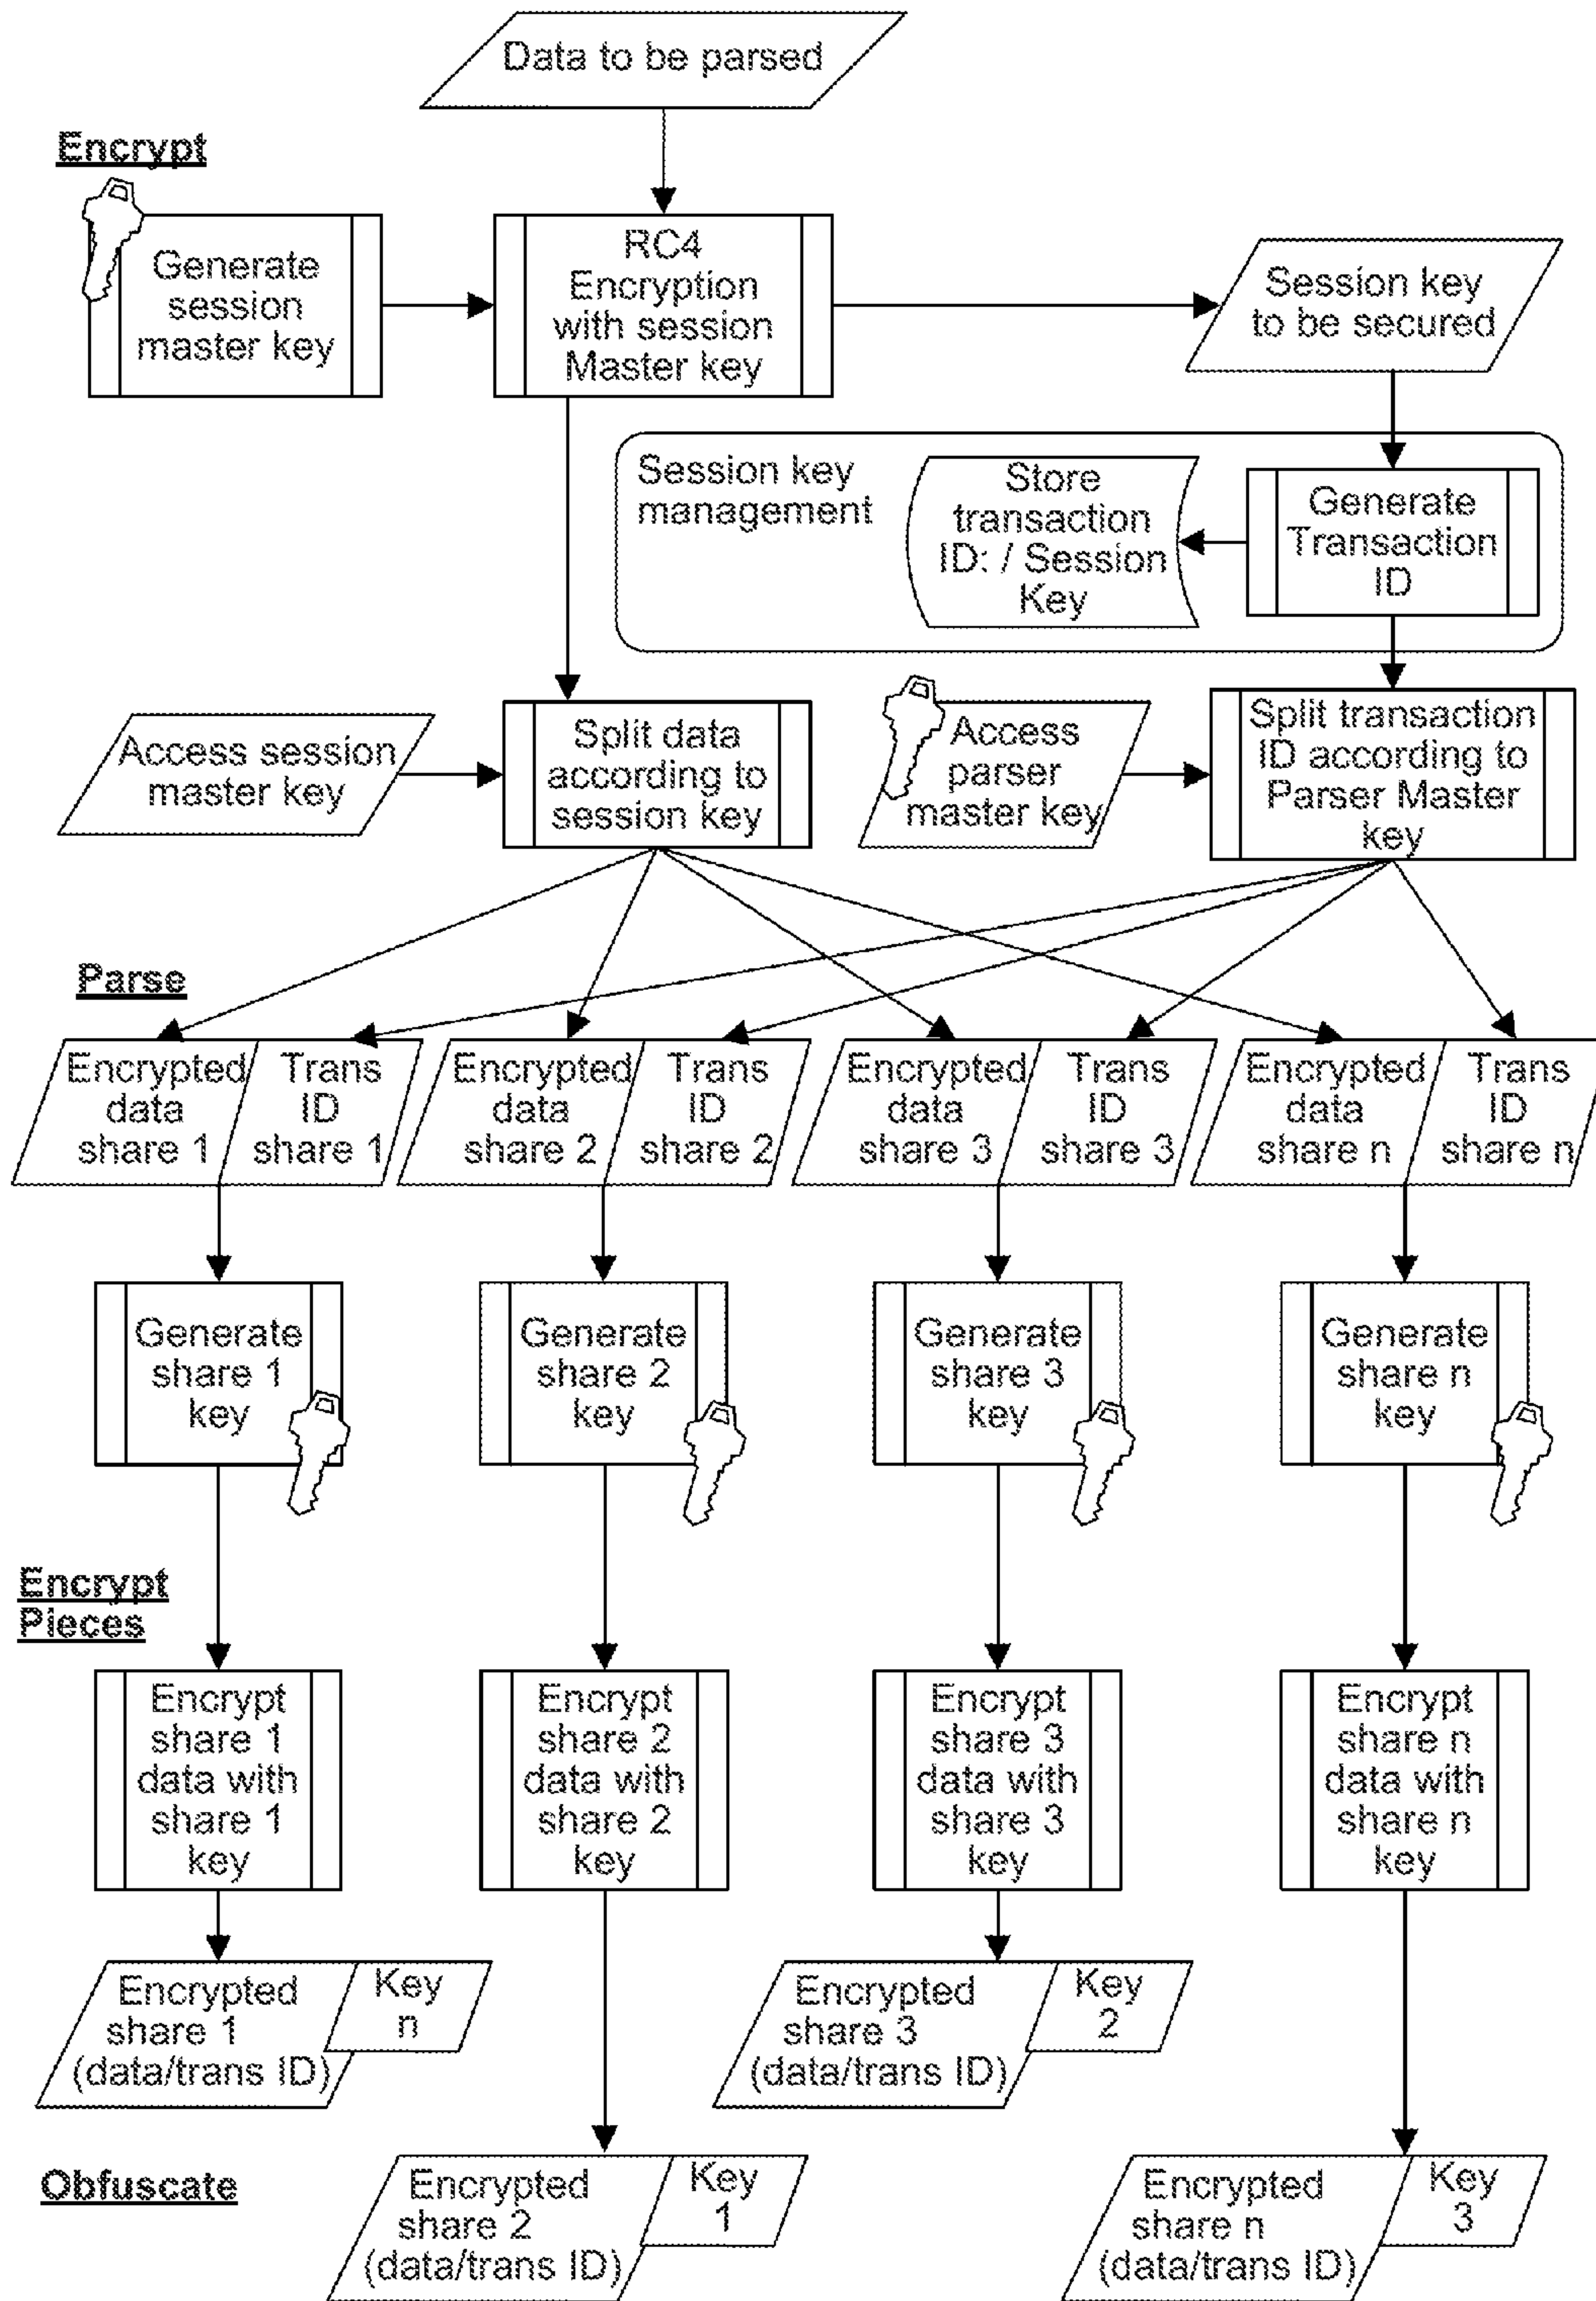 Data to be parsed
Encrypt
Generate
session
master key
RC4
Encryption
with session
Master key
Session key
to be secured
Session key
management
Store
transaction
ID: / Session
Key
Generate
Transaction
ID
Access session
master key
Split data
according to
session key
Access
parser
master key
Split transaction
ID according to
Parser Master
key
Parse
Encrypted
data
share 1
Trans
ID
share 1
Encrypted
data
share 2
Trans
ID
share 2
Encrypted
data
share 3
Trans
ID
share 3
Encrypted
data
share n
Trans
ID
share n
Generate
share 1
key
Generate
share 2
key
Generate
share 3
key
Generate
share n
key
Encrypt
Pieces
Encrypt
share 1
data with
share 1
key
Encrypt
share 2
data with
share 2
key
Encrypt
share 3
data with
share 3
key
Encrypt
share n
data with
share n
key
Encrypted
share 1
(data/trans ID)
Key
n
Encrypted
share 3
(data/trans ID)
Key
2
Obfuscate
Encrypted
share 2
(data/trans ID)
Key
1
Encrypted
share n
(data/trans ID)
Key
3